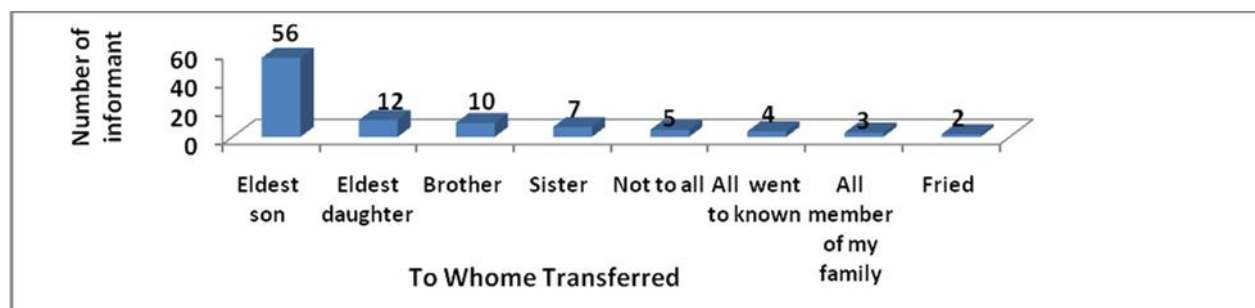 Number of
informant
60
40
20
0
56
12
10
7
5
4
3
2
Eldest
son
Eldest
daughter
Brother
Sister
Not to all
All went
to known
All
member
of my
family
Fried
To Whome Transferred